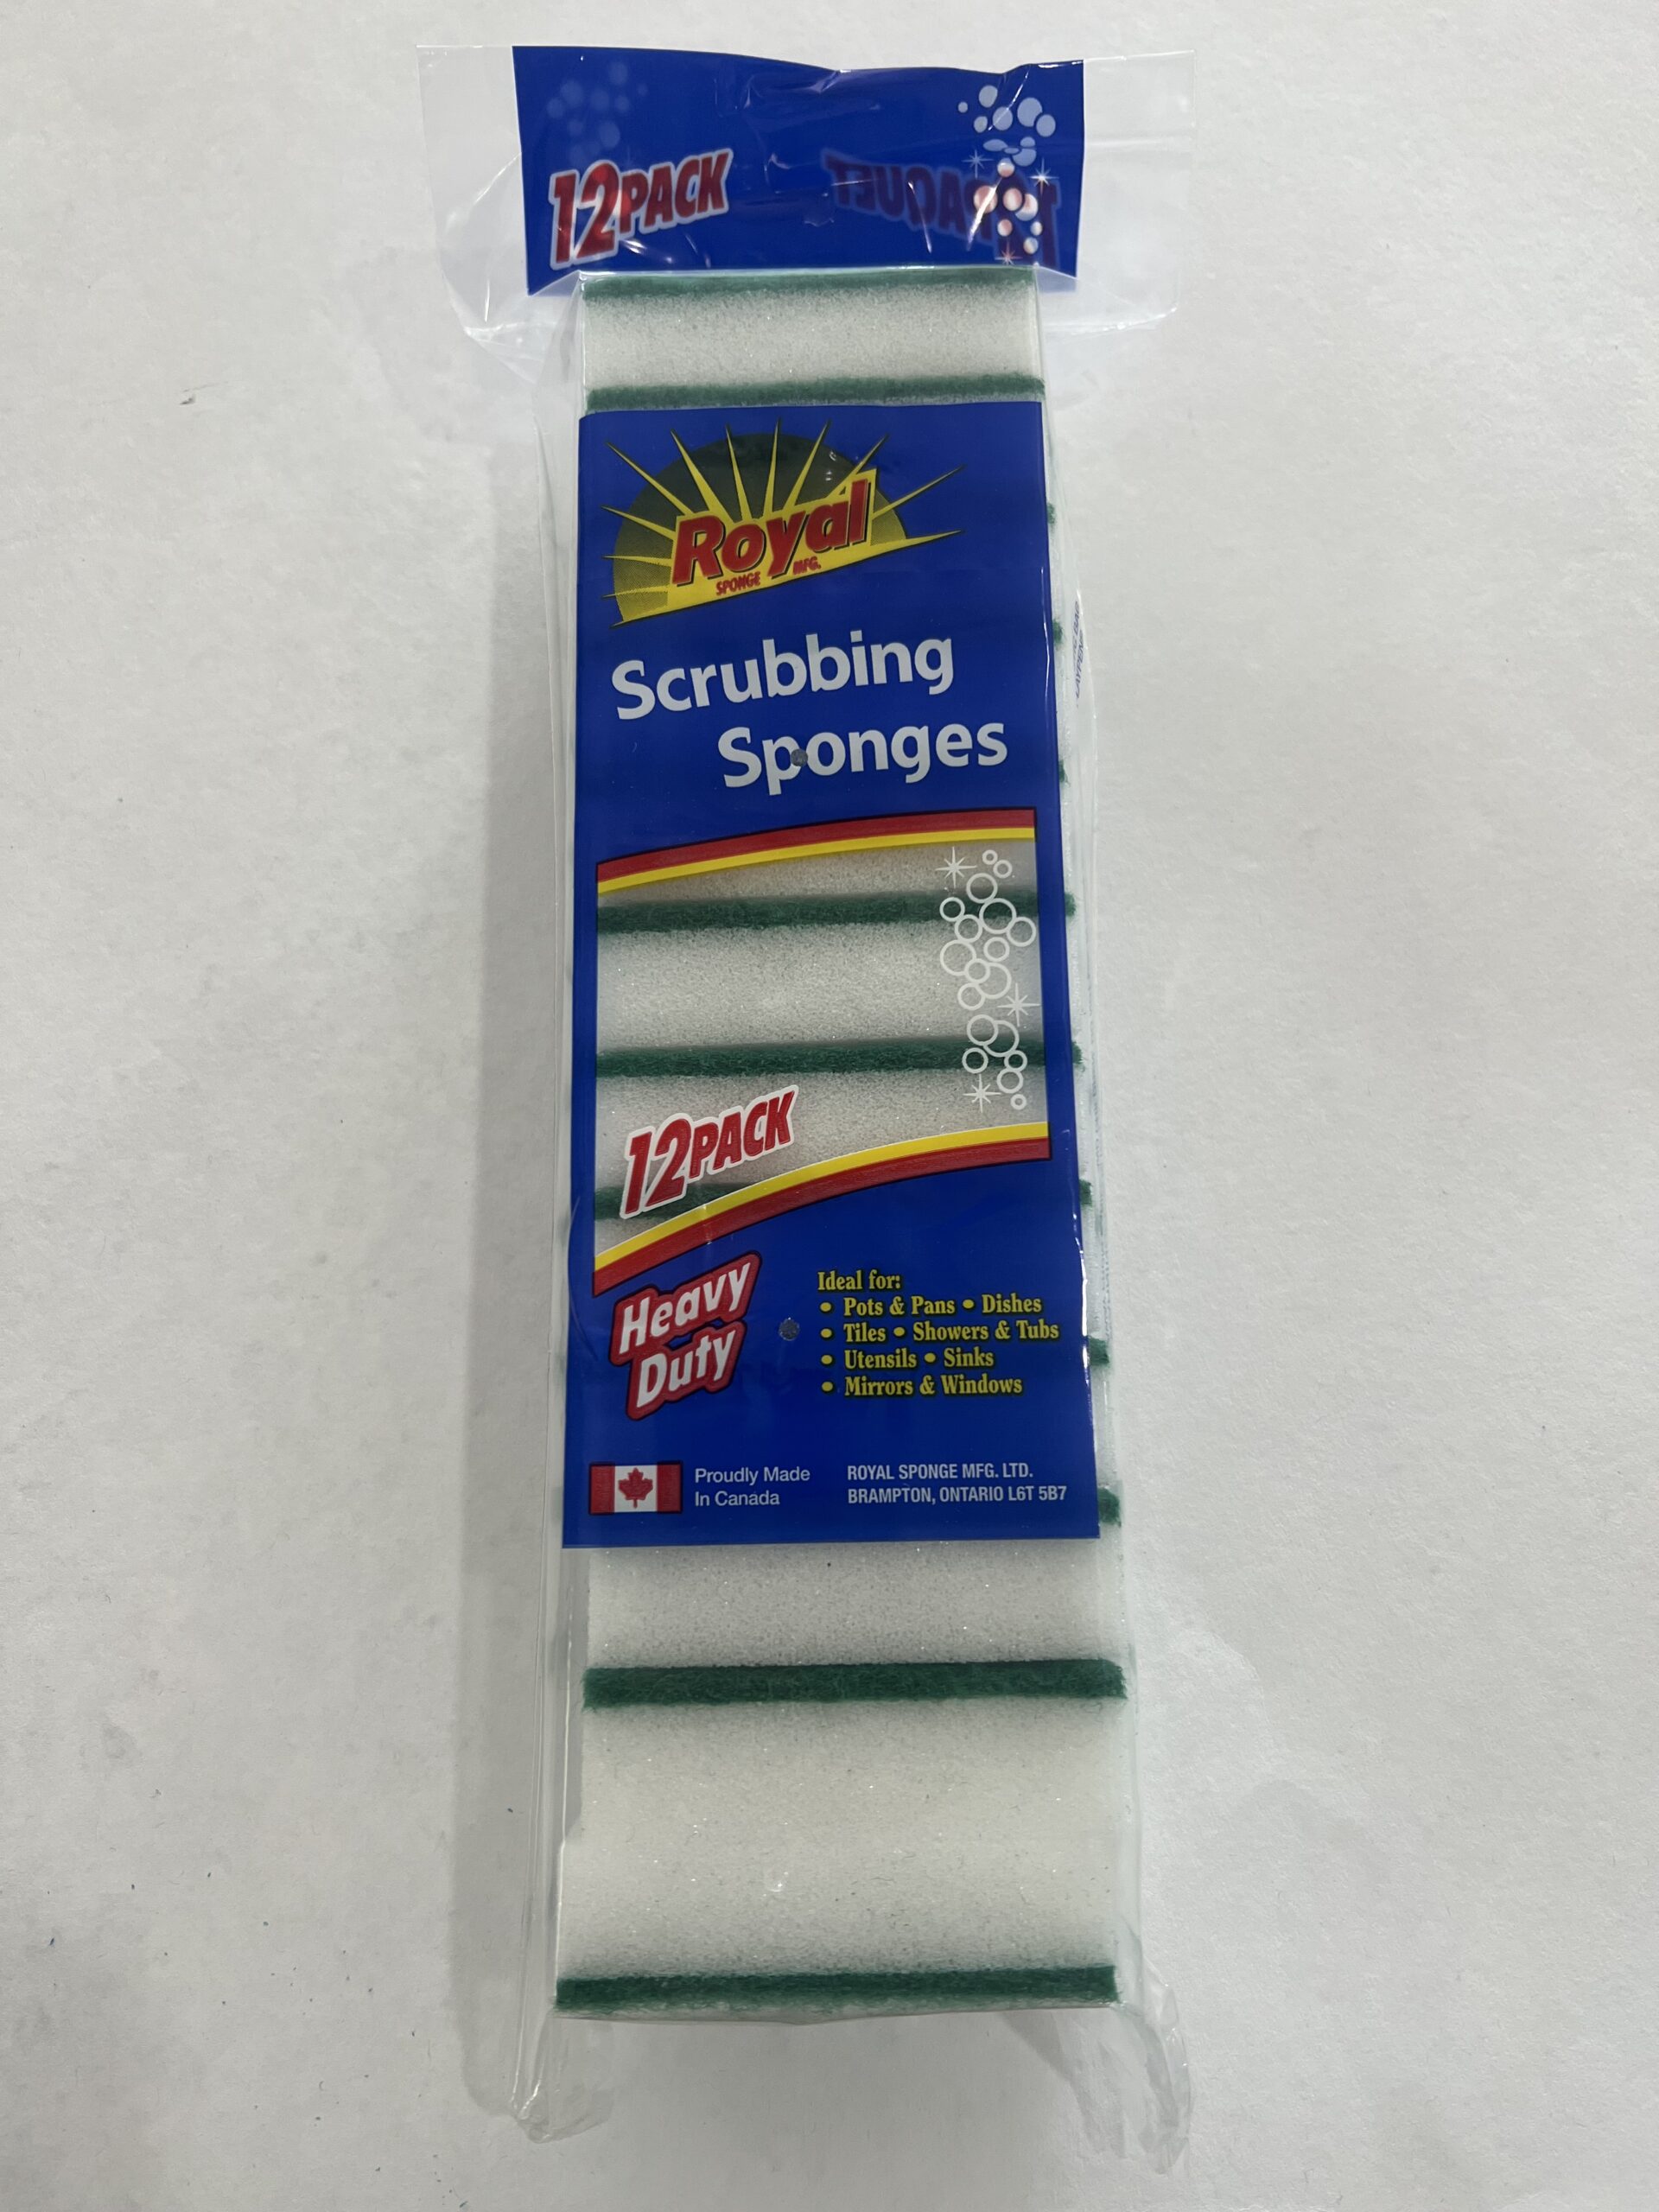 12PACK
Royal
SPONGE MFG.
Scrubbing
Sponges
12PACK
Heavy
Duty
Ideal for:
• Pots & Pans • Dishes
• Tiles • Showers & Tubs
• Utensils • Sinks
• Mirrors & Windows
Proudly Made
In Canada
ROYAL SPONGE MFG. LTD.
BRAMPTON, ONTARIO L6T 5B7